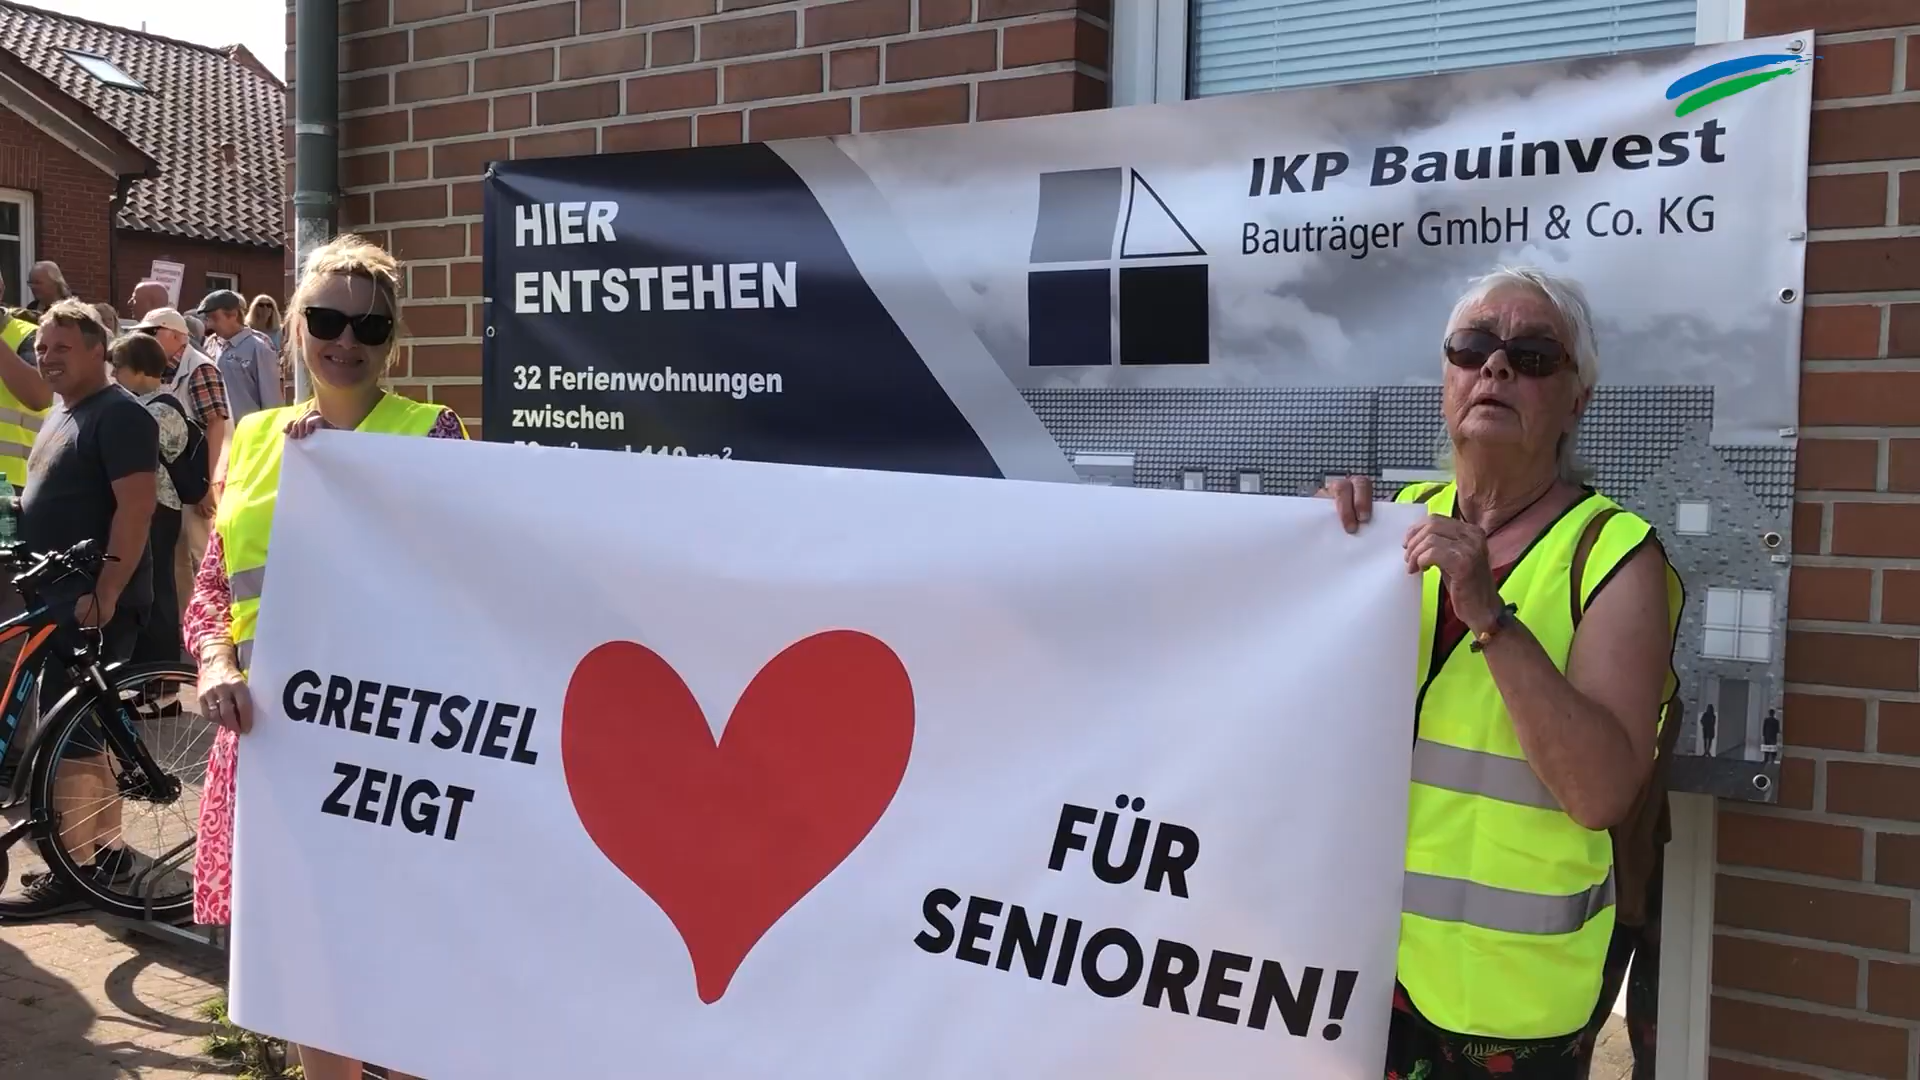 HIER
ENTSTEHEN
32 Ferienwohnungen
zwischen
IKP Bauinvest
Bauträger GmbH & Co. KG
GREETSIEL
ZEIGT
FÜR
SENIOREN!